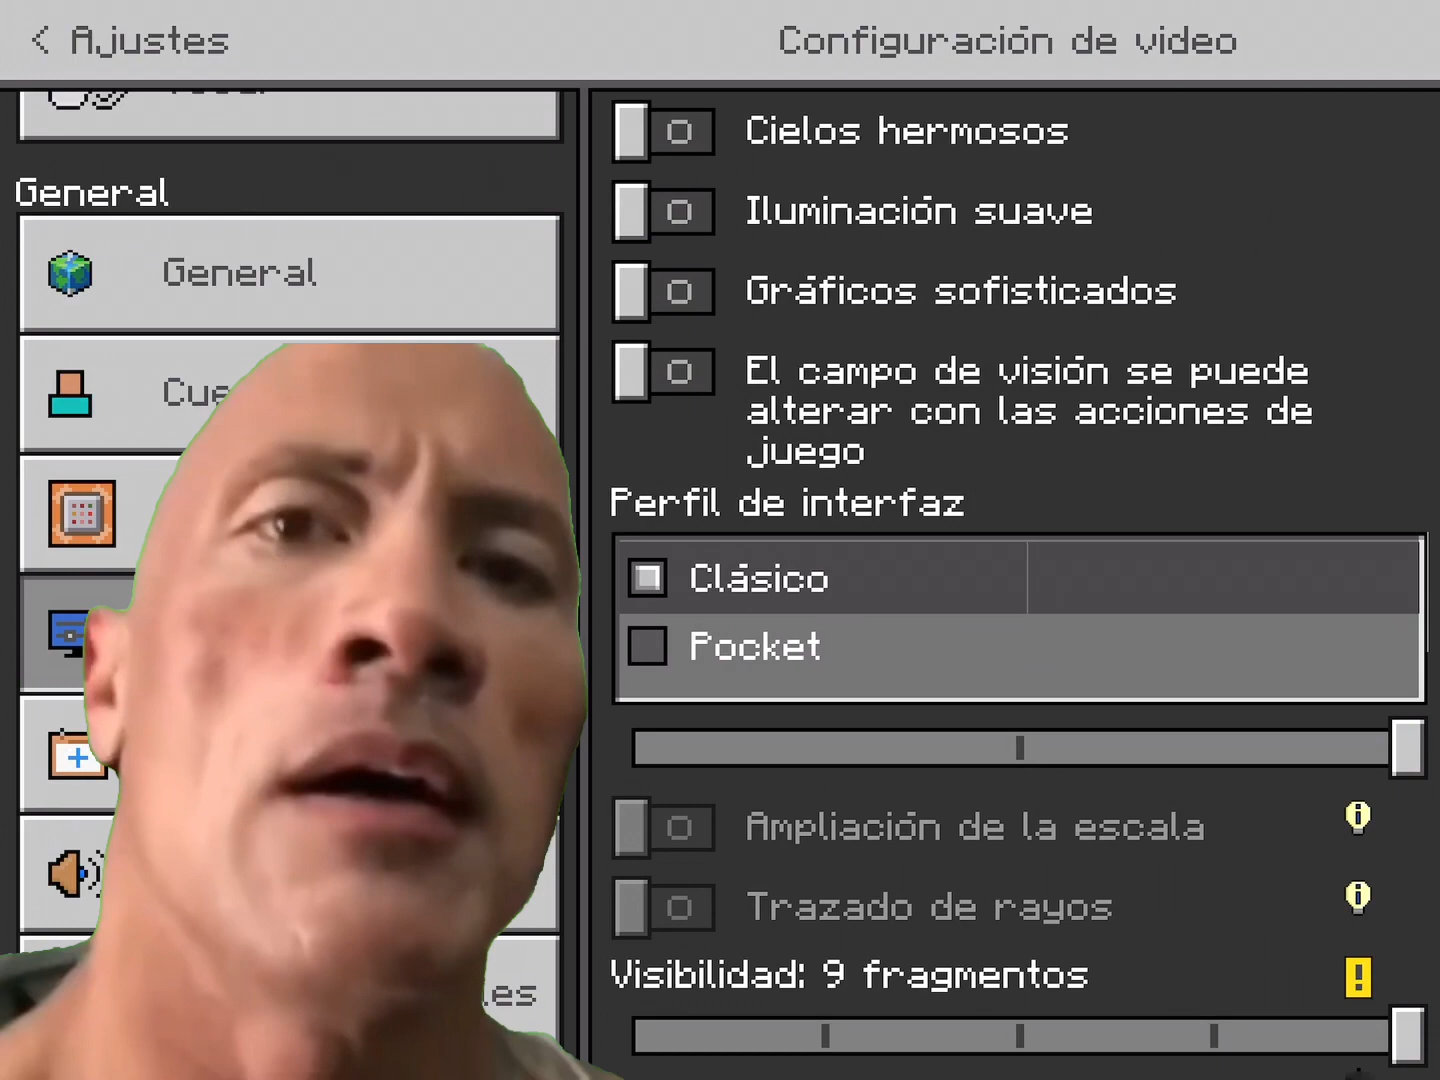 Ajustes
Configuración de video
General
General
Cue
les
Cielos hermosos
Iluminación suave
Gráficos sofisticados
El campo de visión se puede
alterar con las acciones de
juego
Perfil de interfaz
Clásico
Pocket
Ampliación de la escala
Trazado de rayos
Visibilidad: 9 fragmentos